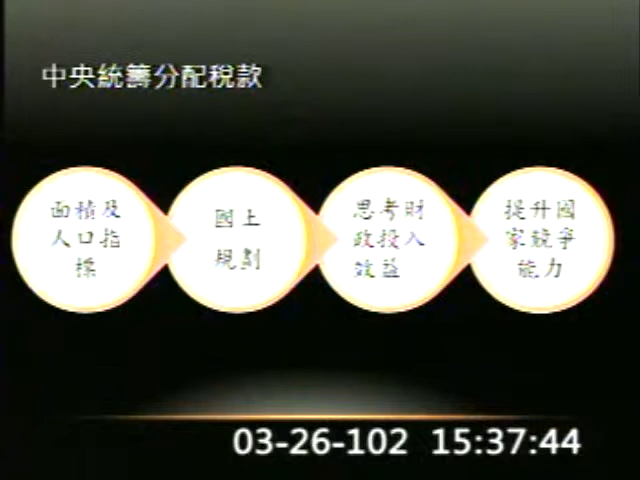 中央統籌分配稅款
面積及
人口指
標
國土
規劃
思考財
政投入
效益
提升國
家競爭
能力
03-26-102 15:37:44